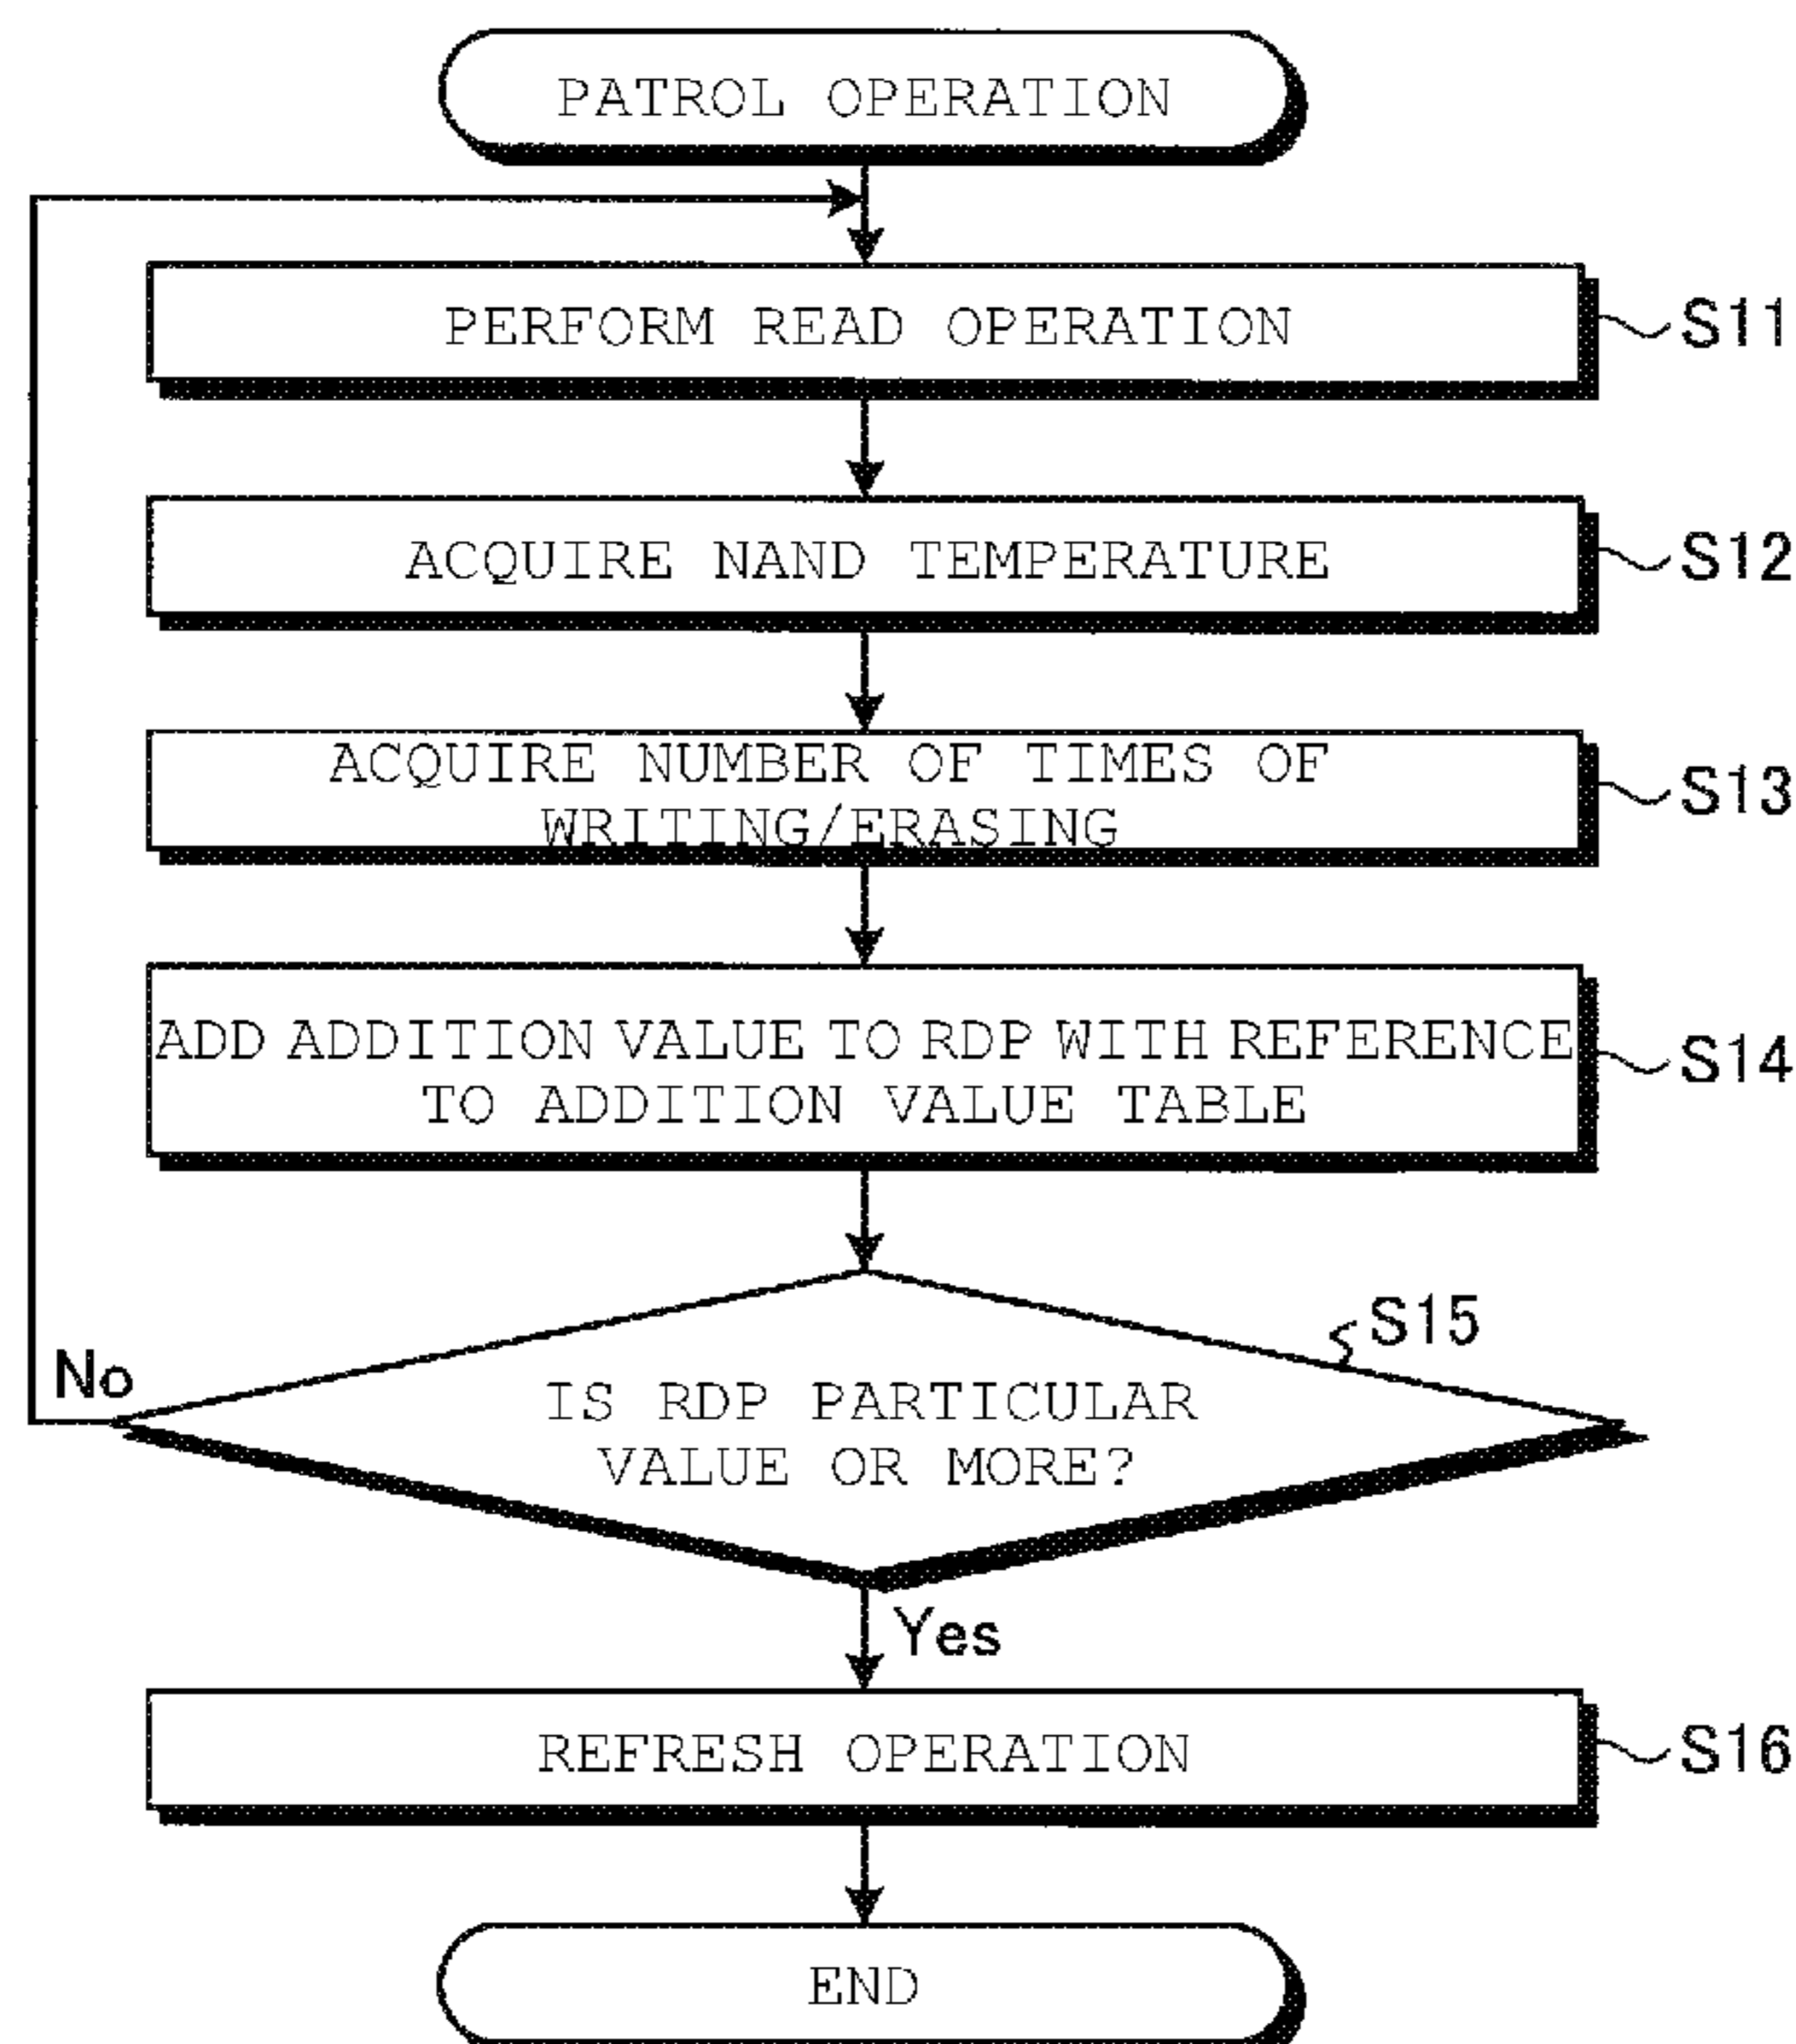 PATROL OPERATION
PERFORM READ OPERATION
S11
ACQUIRE NAND TEMPERATURE
S12
ACQUIRE NUMBER OF TIMES OF
WRITING/ERASING
S13
ADD ADDITION VALUE TO RDP WITH REFERENCE
TO ADDITION VALUE TABLE
S14
S15
No
IS RDP PARTICULAR
VALUE OR MORE?
Yes
REFRESH OPERATION
S16
END